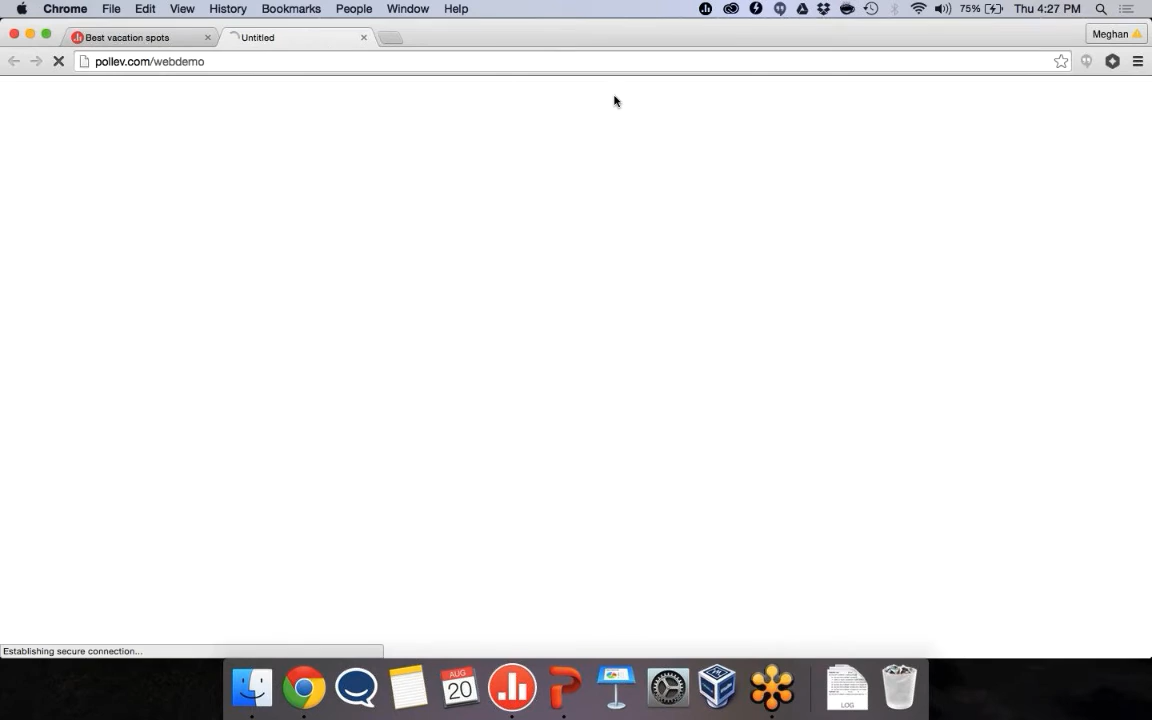 Chrome File Edit View History Bookmarks People Window Help 75% Thu 4:27 PM
Best vacation spots Untitled Meghan
pollev.com/webdemo
Establishing secure connection...
AUG
20
LOG